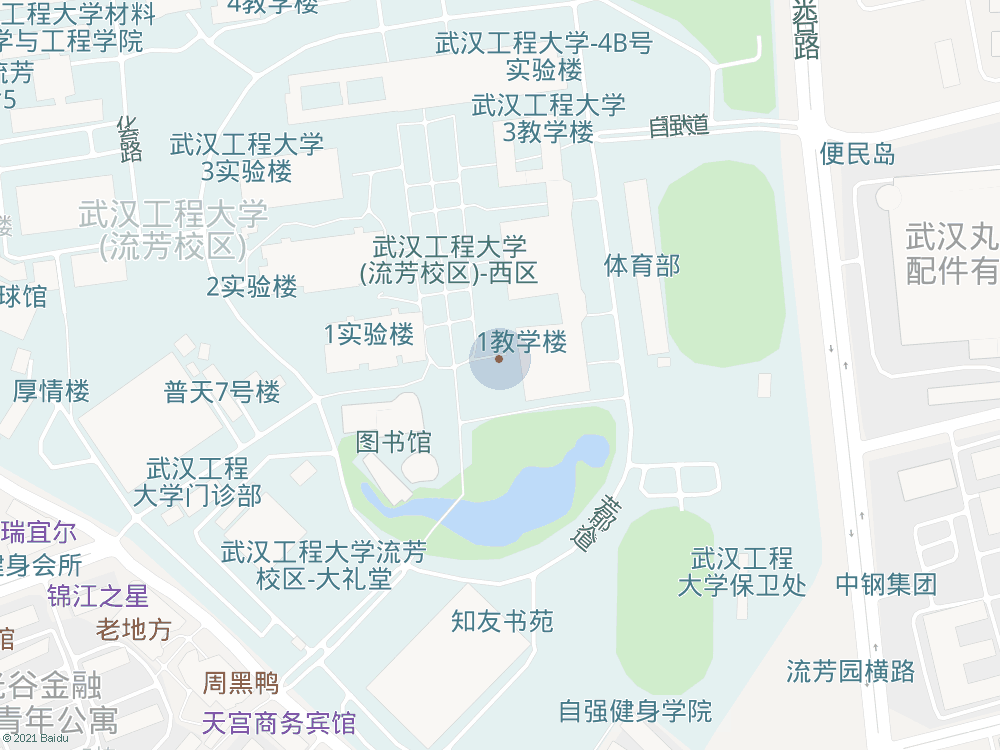 工程大学材料
学与工程学院
4教学楼
武汉工程大学-4B号
实验楼
光谷路
流芳
5
化育路
武汉工程大学
3教学楼
自强大道
便民岛
武汉工程大学
3实验楼
楼
武汉工程大学
(流芳校区)
武汉工程大学
(流芳校区)-西区
武汉丸
配件有
体育部
2实验楼
球馆
1实验楼
1教学楼
厚情楼
普天7号楼
图书馆
武汉工程
大学门诊部
芳郁道
瑞宜尔
健身会所
武汉工程大学流芳
校区-大礼堂
武汉工程
大学保卫处
中钢集团
锦江之星
老地方
知友书苑
馆
流芳园横路
光谷金融
青年公寓
周黑鸭
天宫商务宾馆
自强健身学院
© 2021 Baidu